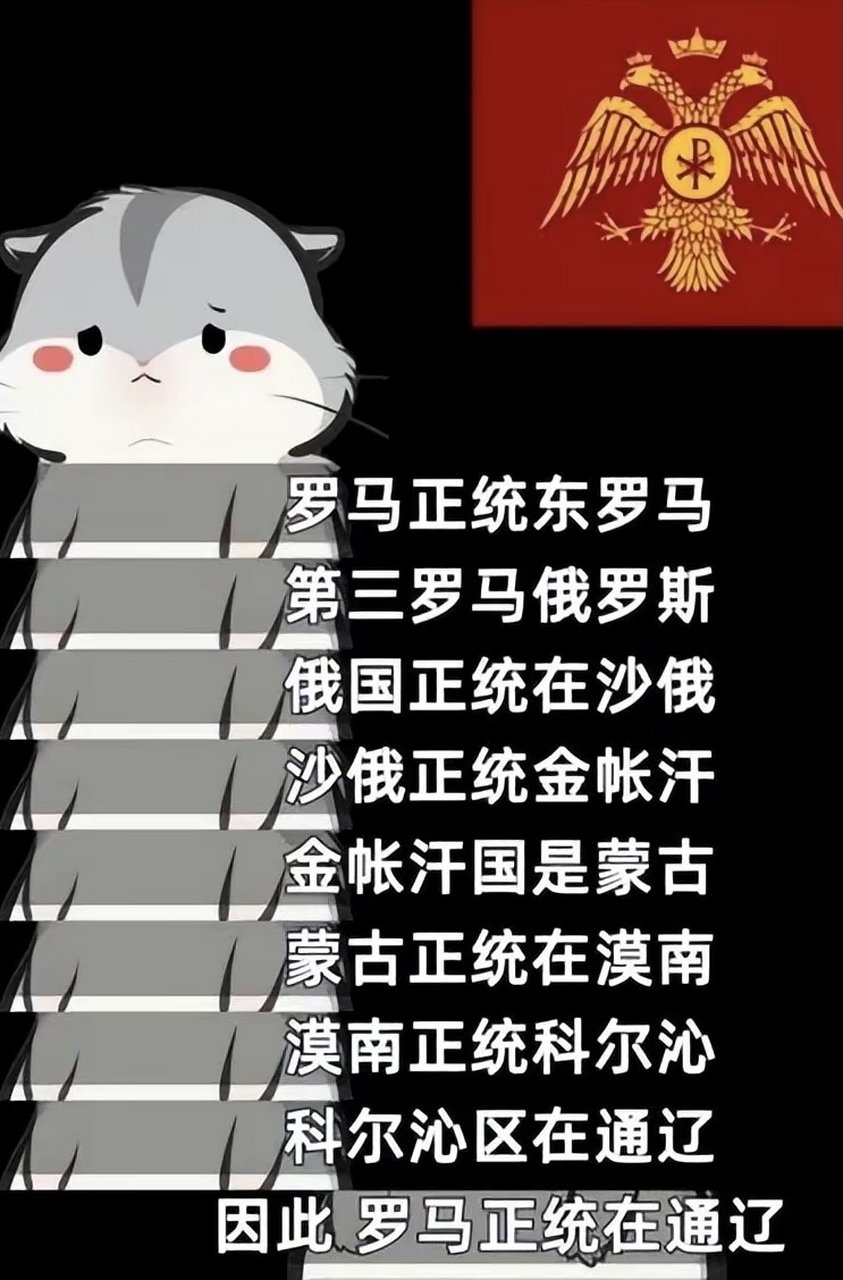 罗马正统东罗马
第三罗马俄罗斯
俄国正统在沙俄
沙俄正统金帐汗
金帐汗国是蒙古
蒙古正统在漠南
漠南正统科尔沁
科尔沁区在通辽
因此 罗马正统在通辽